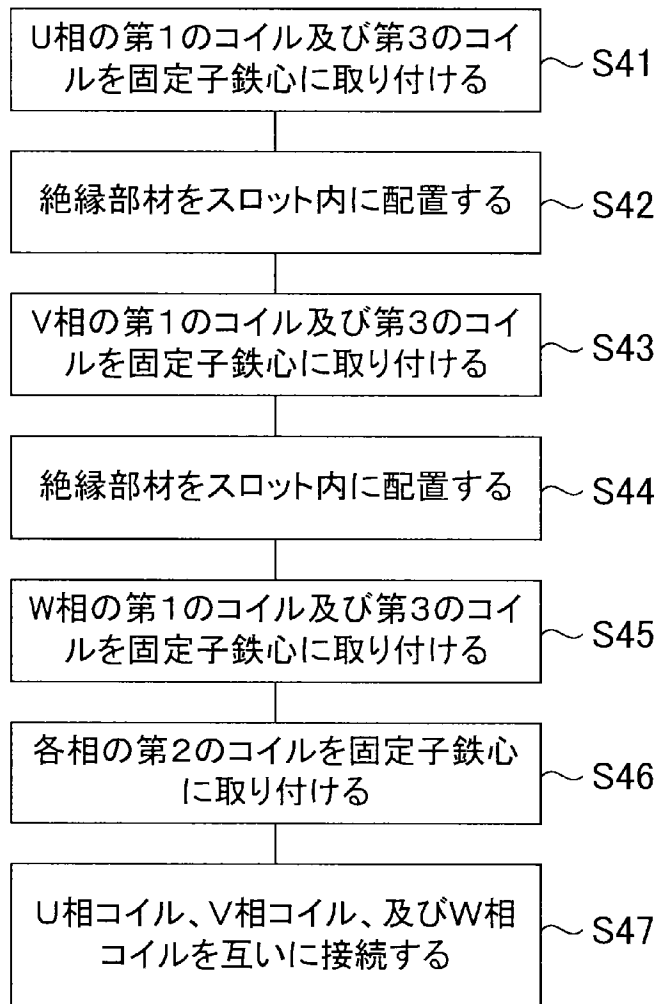 U相の第1のコイル及び第3のコイ
ルを固定子鉄心に取り付ける
S41
絶縁部材をスロット内に配置する
S42
V相の第1のコイル及び第3のコイ
ルを固定子鉄心に取り付ける
S43
絶縁部材をスロット内に配置する
S44
W相の第1のコイル及び第3のコイ
ルを固定子鉄心に取り付ける
S45
各相の第2のコイルを固定子鉄心
に取り付ける
S46
U相コイル、V相コイル、及びW相
コイルを互いに接続する
S47